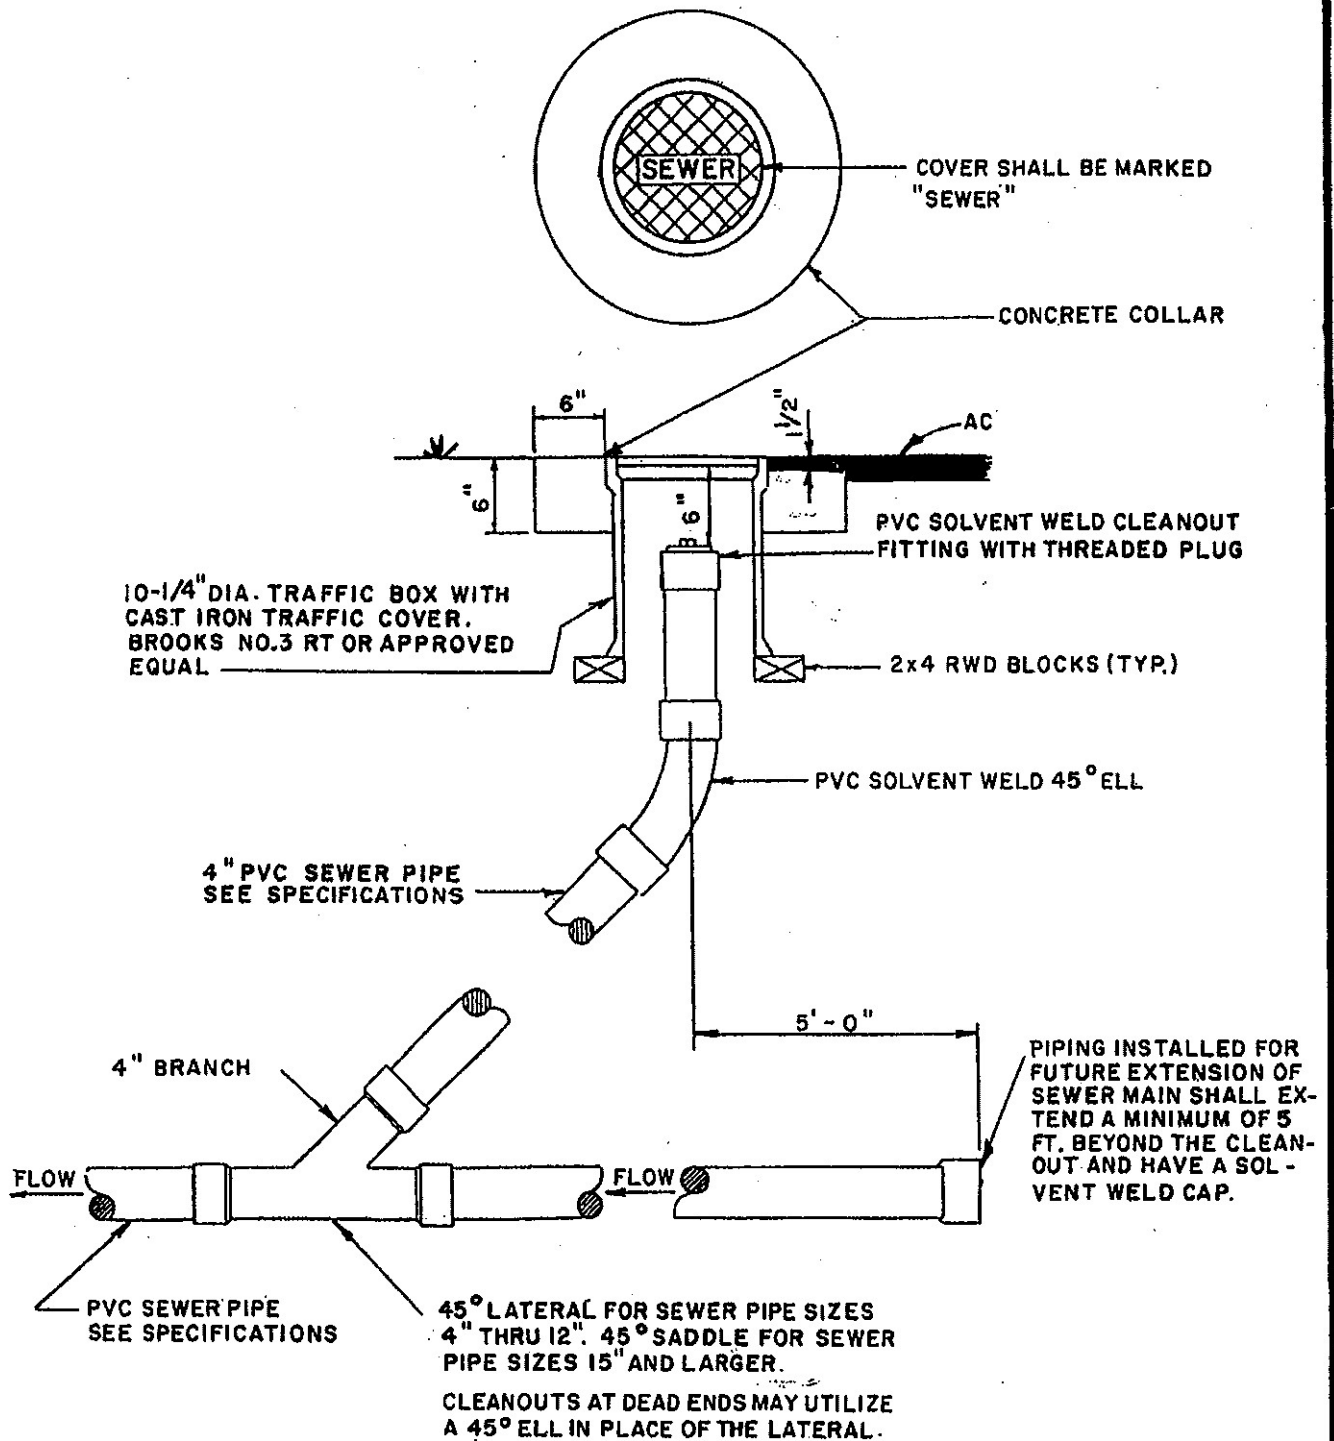 SEWER
COVER SHALL BE MARKED
"SEWER"
CONCRETE COLLAR
6"
1 1/2"
AC
6"
6"
PVC SOLVENT WELD CLEANOUT
FITTING WITH THREADED PLUG
10-1/4" DIA. TRAFFIC BOX WITH
CAST IRON TRAFFIC COVER.
BROOKS NO.3 RT OR APPROVED
EQUAL
2x4 RWD BLOCKS (TYP.)
PVC SOLVENT WELD 45° ELL
4" PVC SEWER PIPE
SEE SPECIFICATIONS
5'-0"
4" BRANCH
PIPING INSTALLED FOR
FUTURE EXTENSION OF
SEWER MAIN SHALL EX-
TEND A MINIMUM OF 5
FT. BEYOND THE CLEAN-
OUT AND HAVE A SOL-
VENT WELD CAP.
FLOW
FLOW
PVC SEWER PIPE
SEE SPECIFICATIONS
45° LATERAL FOR SEWER PIPE SIZES
4" THRU 12". 45° SADDLE FOR SEWER
PIPE SIZES 15" AND LARGER.
CLEANOUTS AT DEAD ENDS MAY UTILIZE
A 45° ELL IN PLACE OF THE LATERAL.